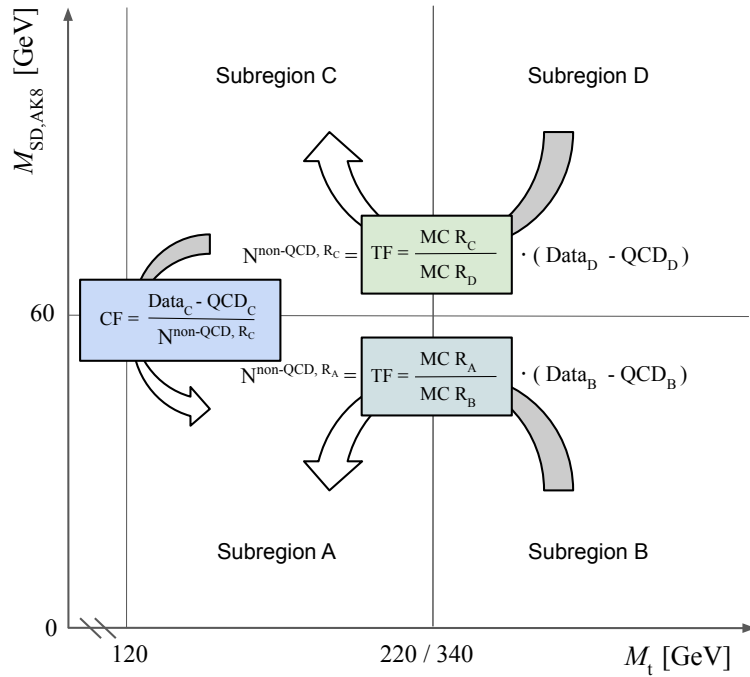 M_SD,AK8 [GeV]
Subregion C
Subregion D
N^non-QCD, R_C = TF = MC R_C / MC R_D · ( Data_D - QCD_D )
CF = Data_C - QCD_C / N^non-QCD, R_C
60
N^non-QCD, R_A = TF = MC R_A / MC R_B · ( Data_B - QCD_B )
Subregion A
Subregion B
0
120
220 / 340
M_t [GeV]